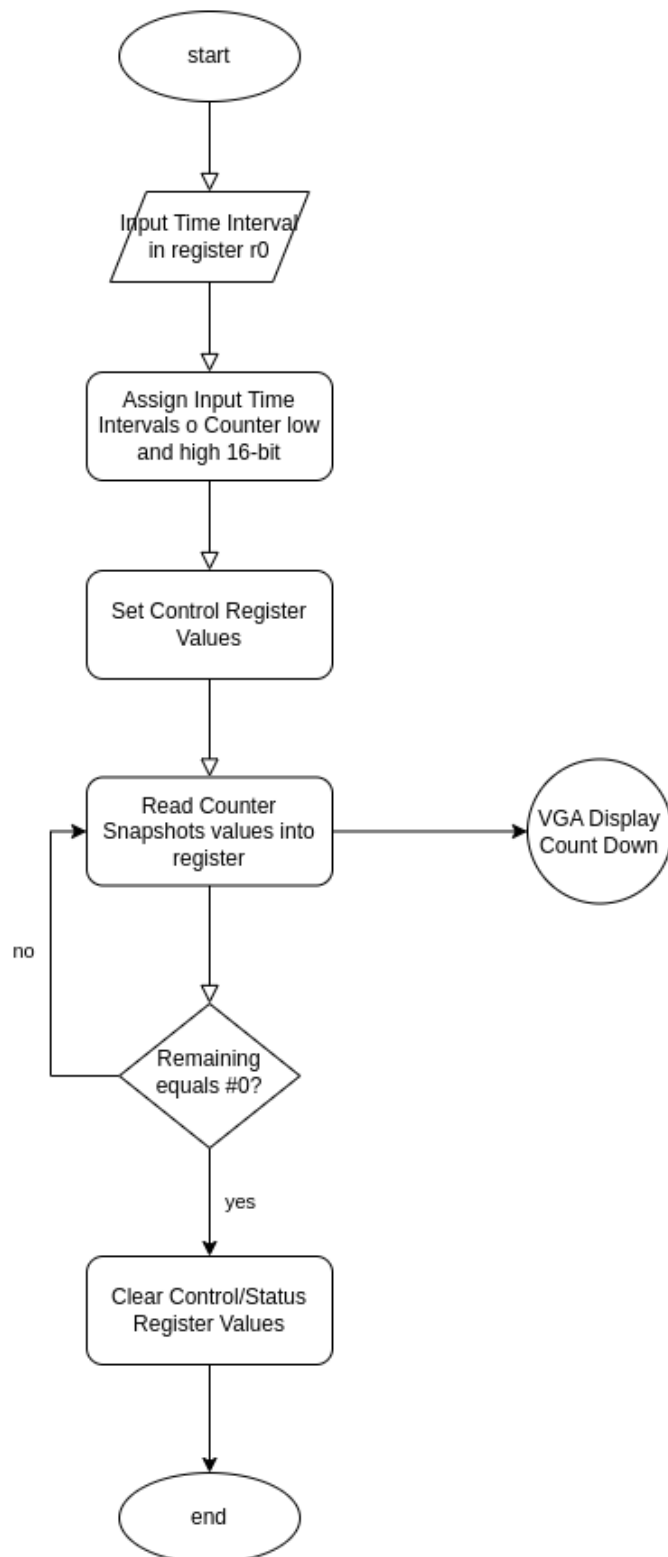 start
Input Time Interval
in register r0
Assign Input Time
Intervals o Counter low
and high 16-bit
Set Control Register
Values
Read Counter
Snapshots values into
register
VGA Display
Count Down
no
Remaining
equals #0?
yes
Clear Control/Status
Register Values
end